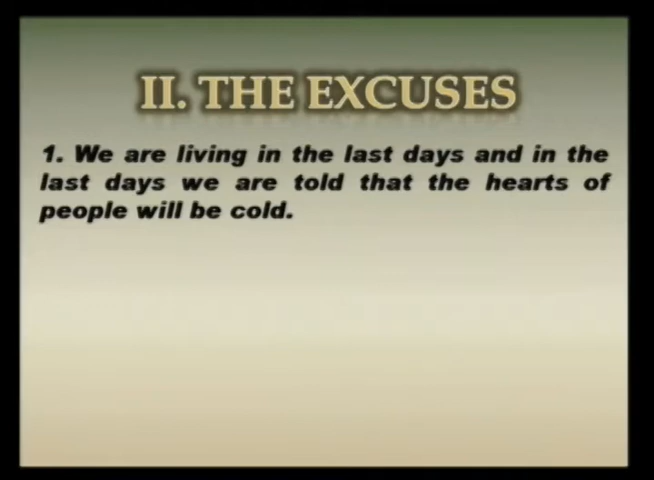 II. THE EXCUSES
1. We are living in the last days and in the
last days we are told that the hearts of
people will be cold.